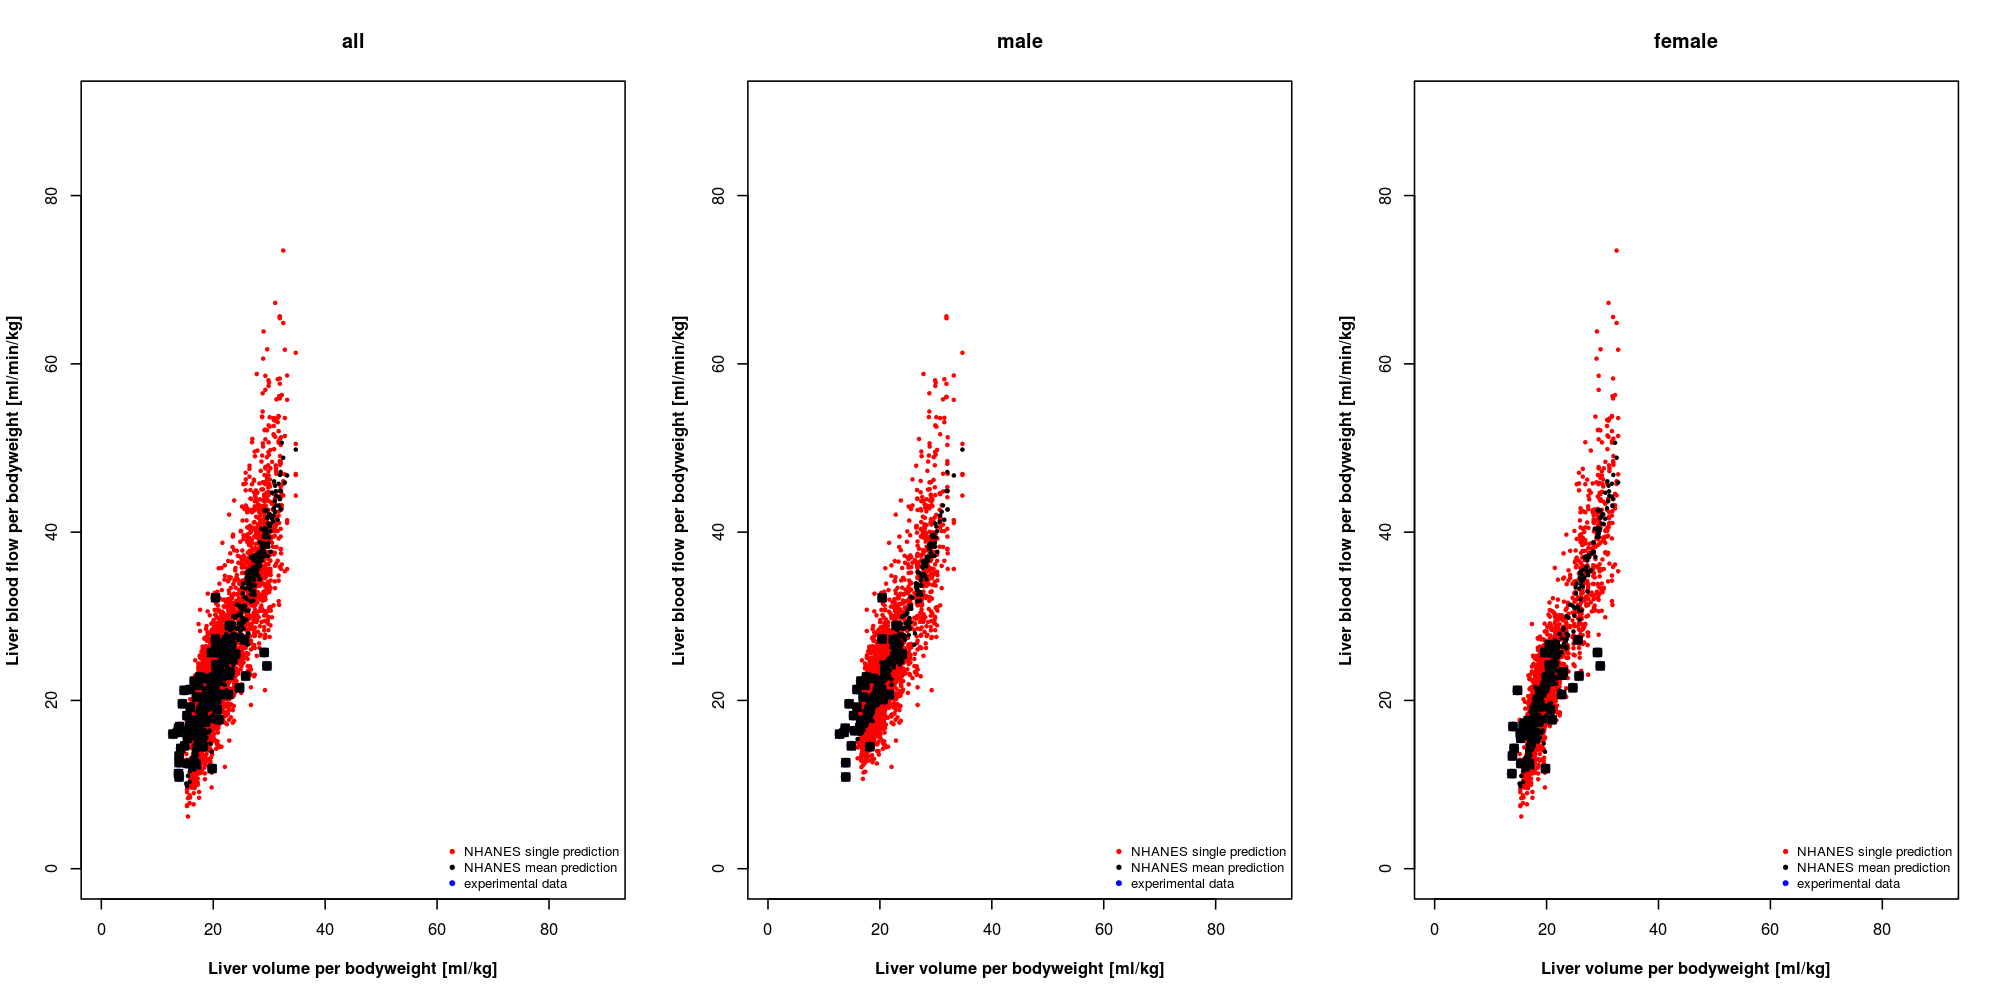 all
Liver blood flow per bodyweight [ml/min/kg]
80
60
40
20
0
NHANES single prediction
NHANES mean prediction
experimental data
0 20 40 60 80
Liver volume per bodyweight [ml/kg]
male
Liver blood flow per bodyweight [ml/min/kg]
80
60
40
20
0
NHANES single prediction
NHANES mean prediction
experimental data
0 20 40 60 80
Liver volume per bodyweight [ml/kg]
female
Liver blood flow per bodyweight [ml/min/kg]
80
60
40
20
0
NHANES single prediction
NHANES mean prediction
experimental data
0 20 40 60 80
Liver volume per bodyweight [ml/kg]